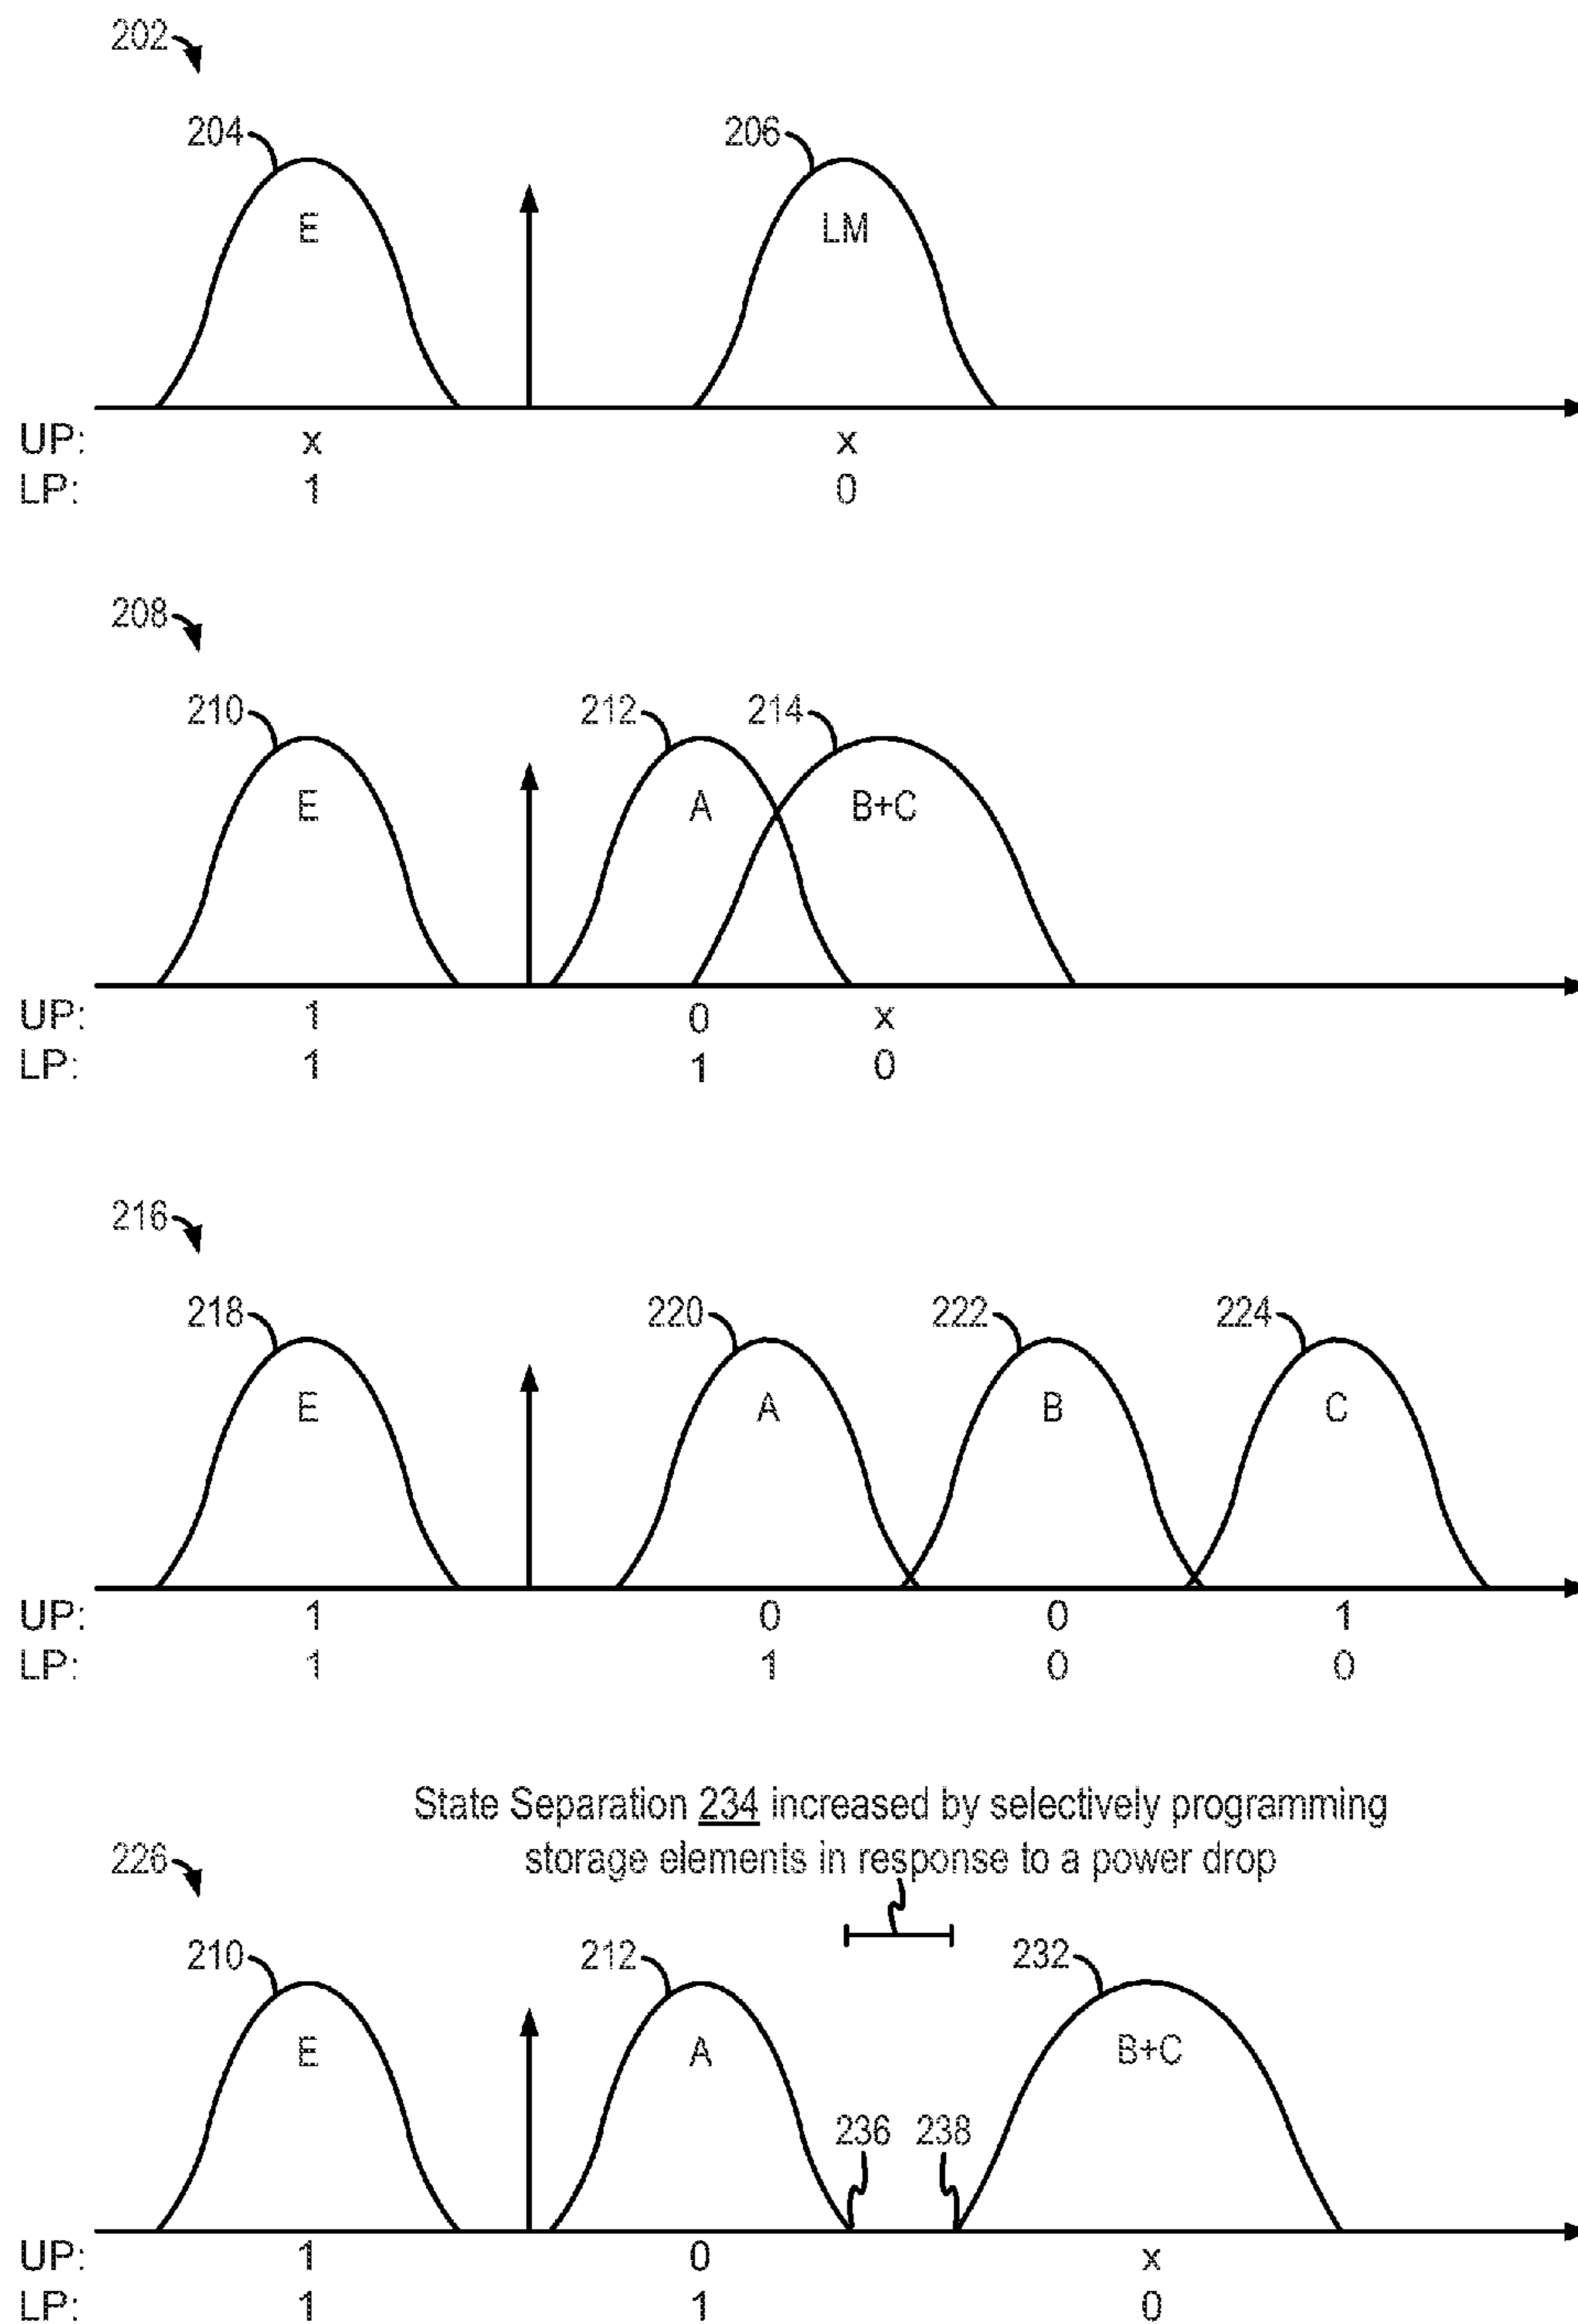 202
204 206
E LM
UP: x x
LP: 1 0
208
210 212 214
E A B+C
UP: 1 0 x
LP: 1 1 0
216
218 220 222 224
E A B C
UP: 1 0 0 1
LP: 1 1 0 0
State Separation 234 increased by selectively programming
storage elements in response to a power drop
226
210 212 232
E A B+C
236 238
UP: 1 0 x
LP: 1 1 0